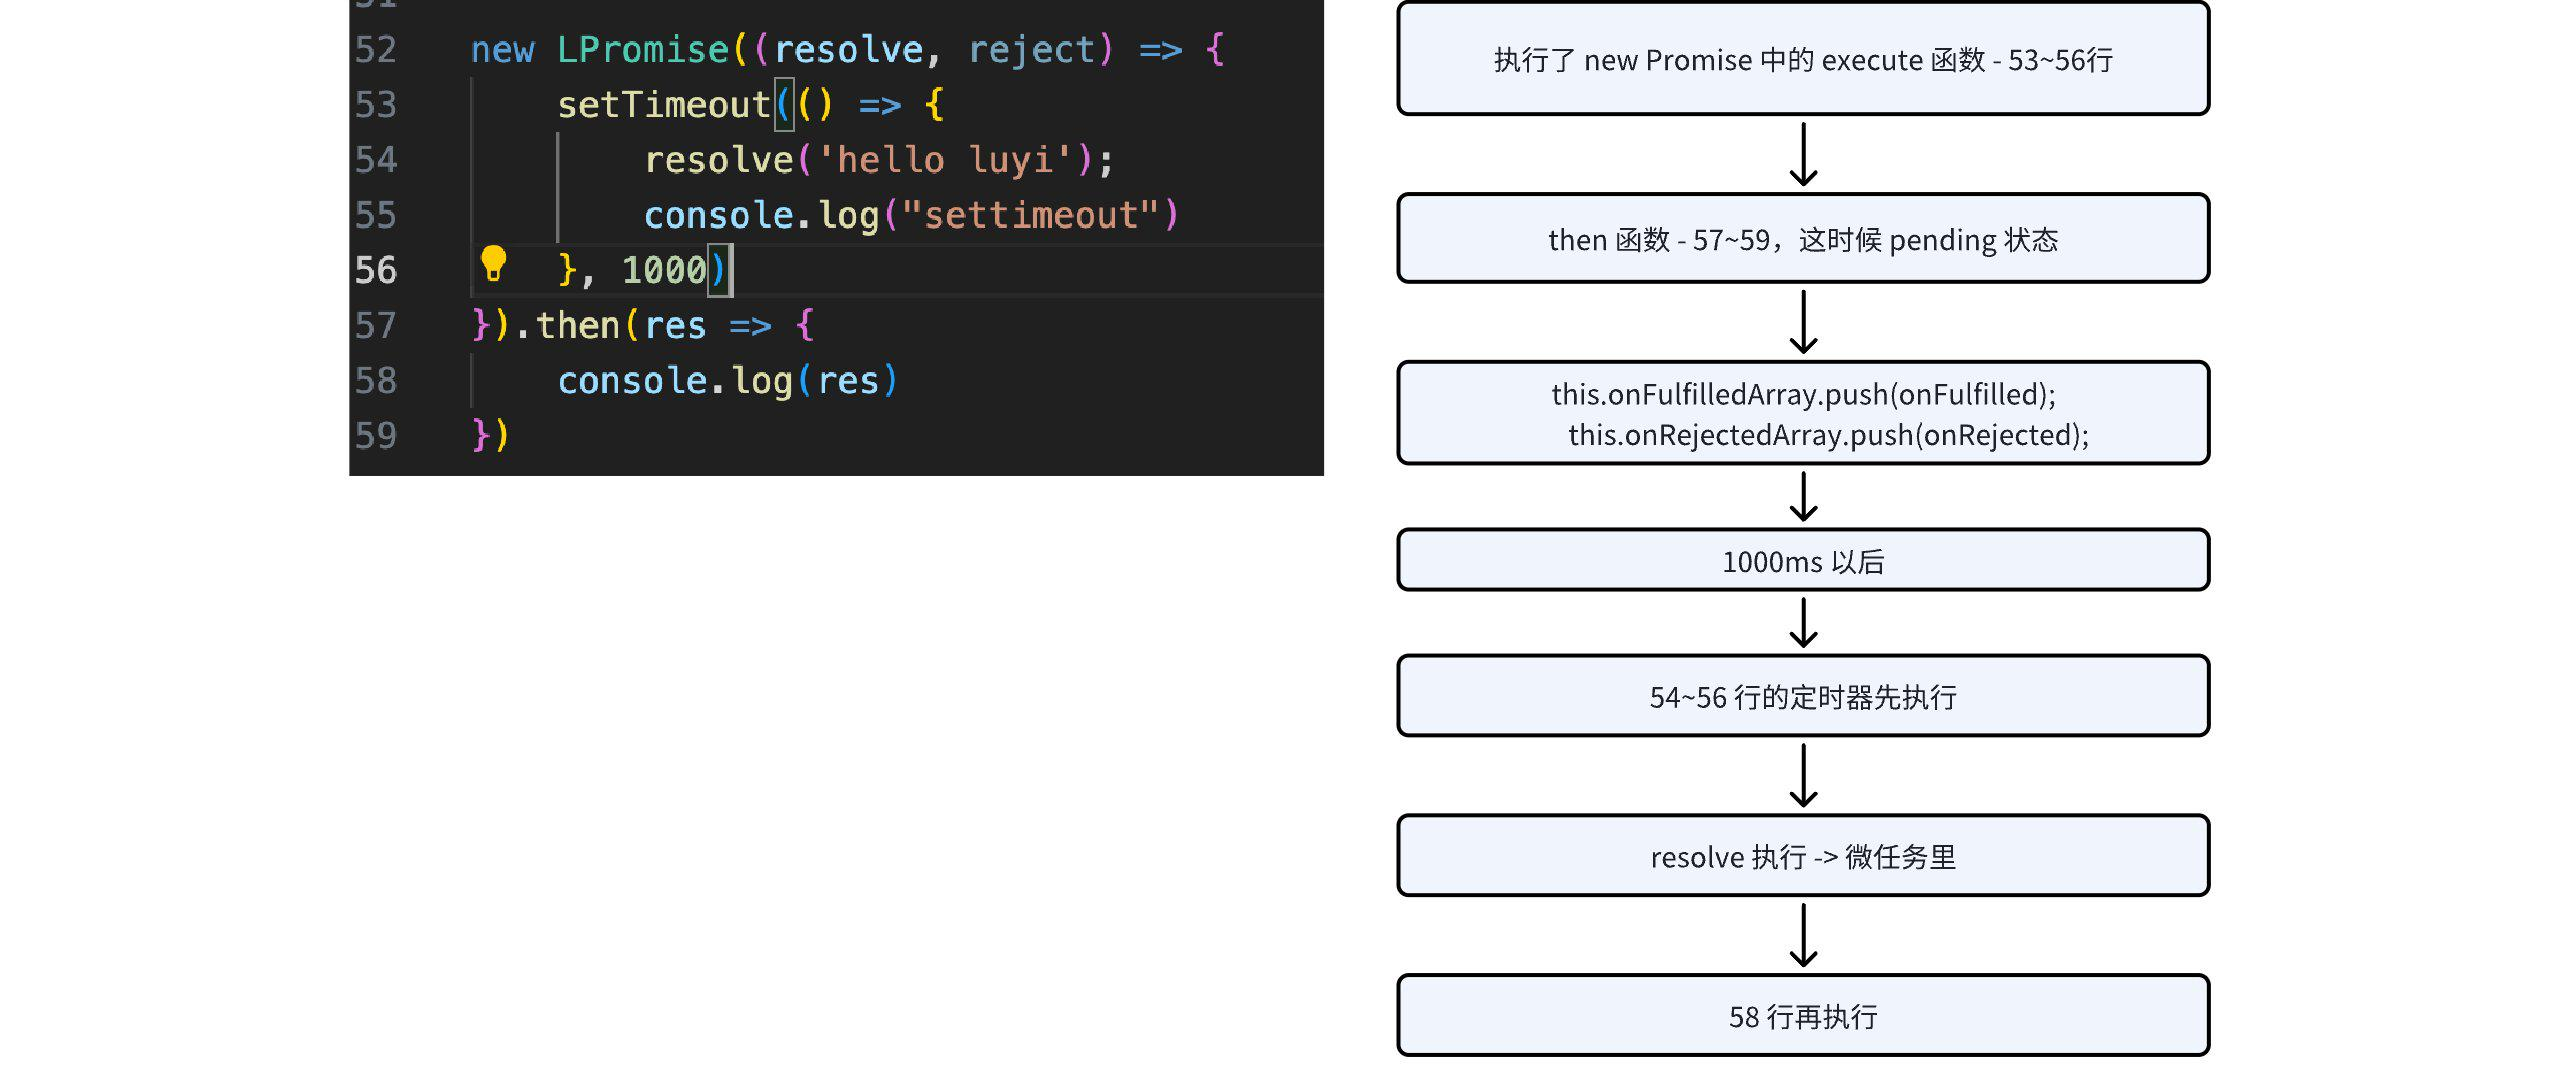 51
52 new LPromise((resolve, reject) => {
53 setTimeout(() => {
54 resolve('hello luyi');
55 console.log("settimeout")
56 }, 1000)
57 }).then(res => {
58 console.log(res)
59 })
执行了 new Promise 中的 execute 函数 - 53~56行
then 函数 - 57~59，这时候 pending 状态
this.onFulfilledArray.push(onFulfilled);
this.onRejectedArray.push(onRejected);
1000ms 以后
54~56 行的定时器先执行
resolve 执行 -> 微任务里
58 行再执行